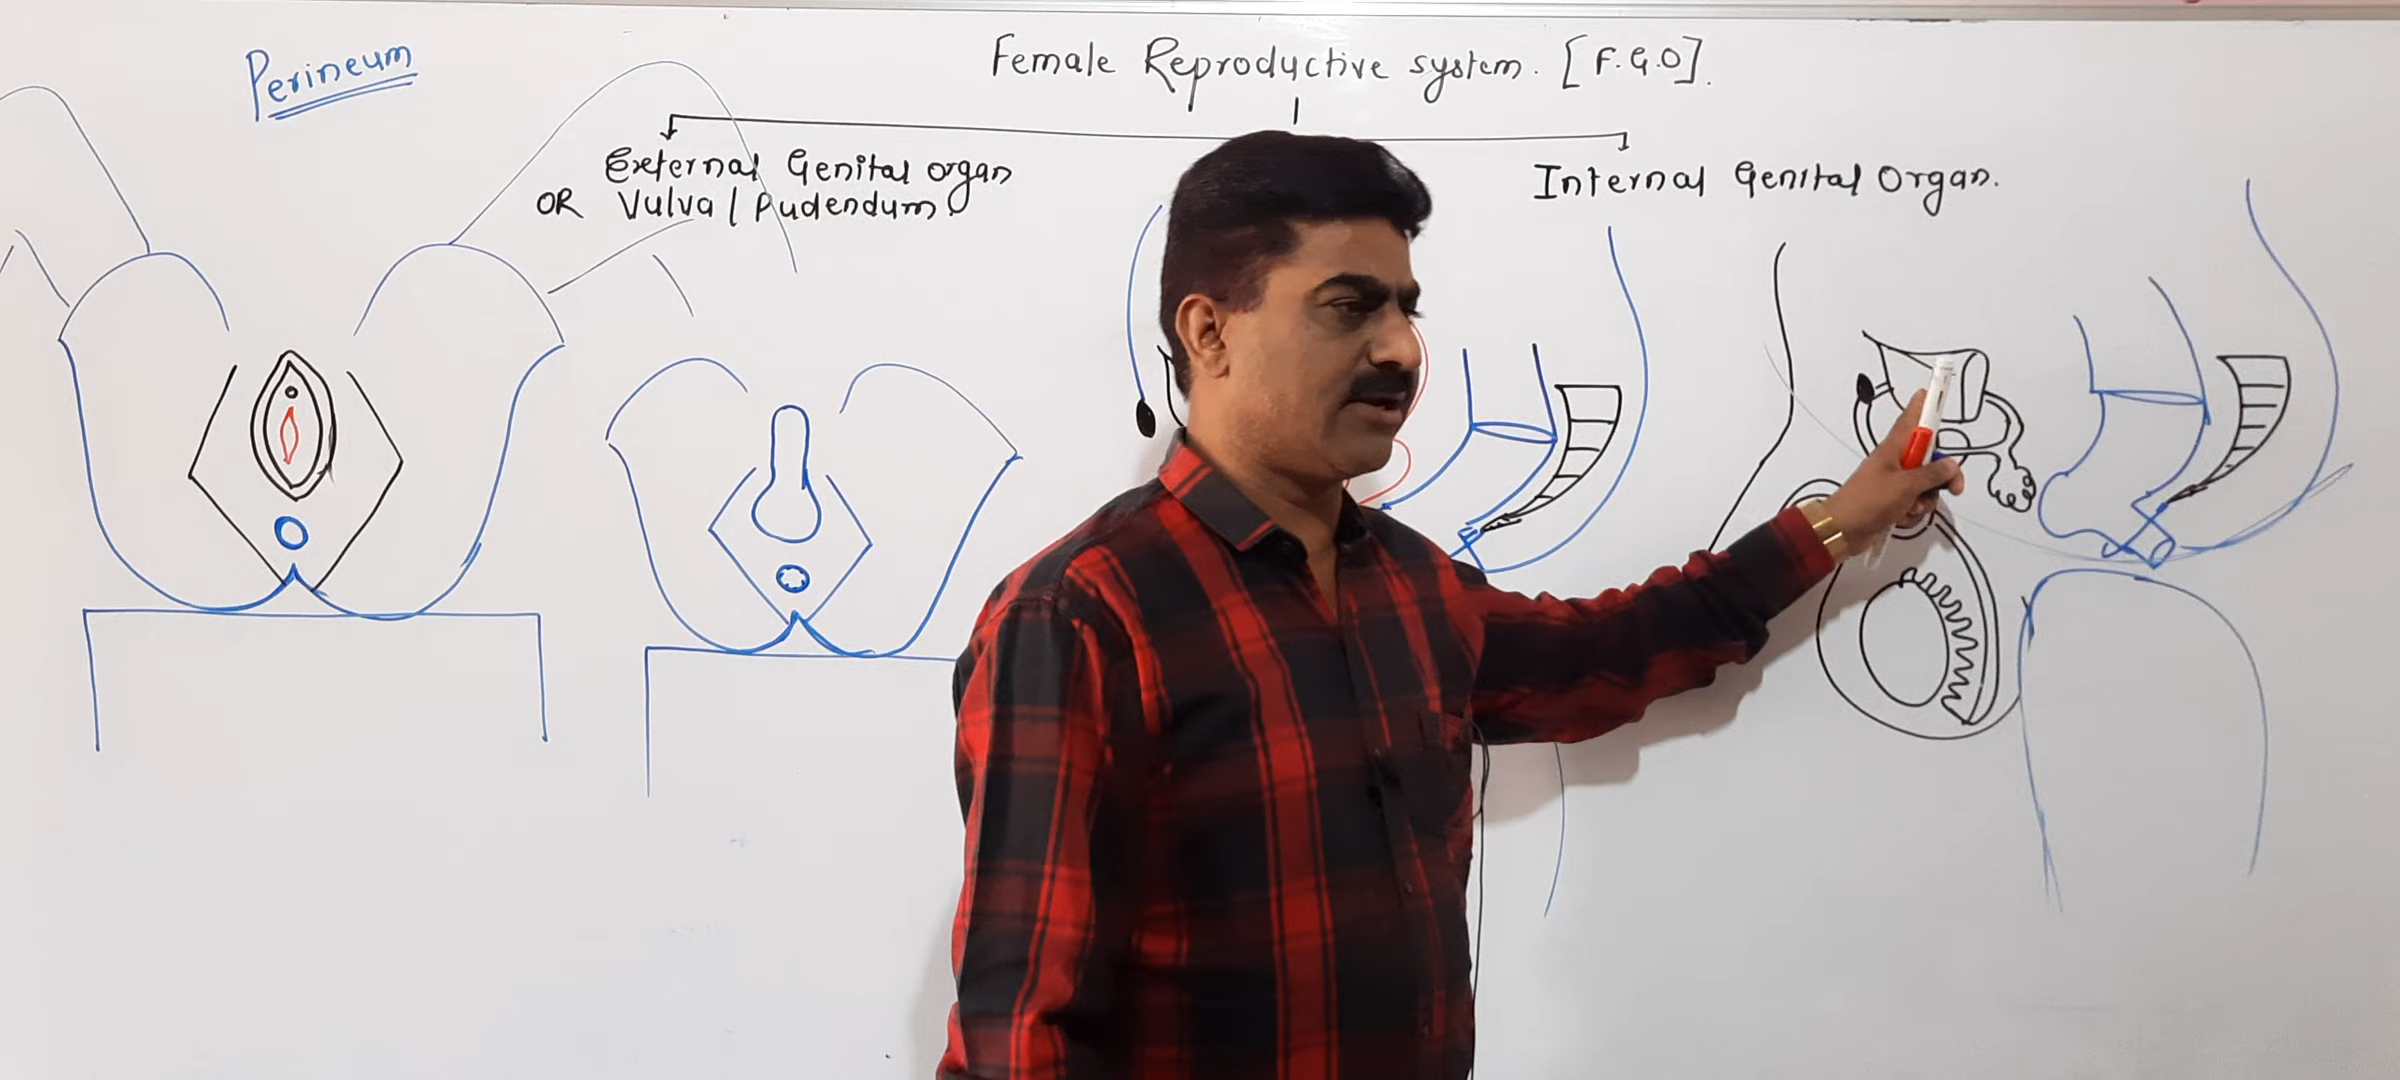 Perineum
Female Reproductive system. [F.G.O].
External Genital organ
OR Vulva / Pudendum.
Internal Genital Organ.